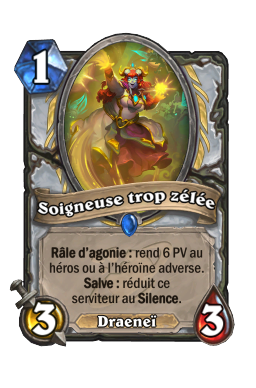 1
Soigneuse trop zélée
Râle d'agonie : rend 6 PV au
héros ou à l'héroïne adverse.
Salve : réduit ce
serviteur au Silence.
3
Draeneï
3